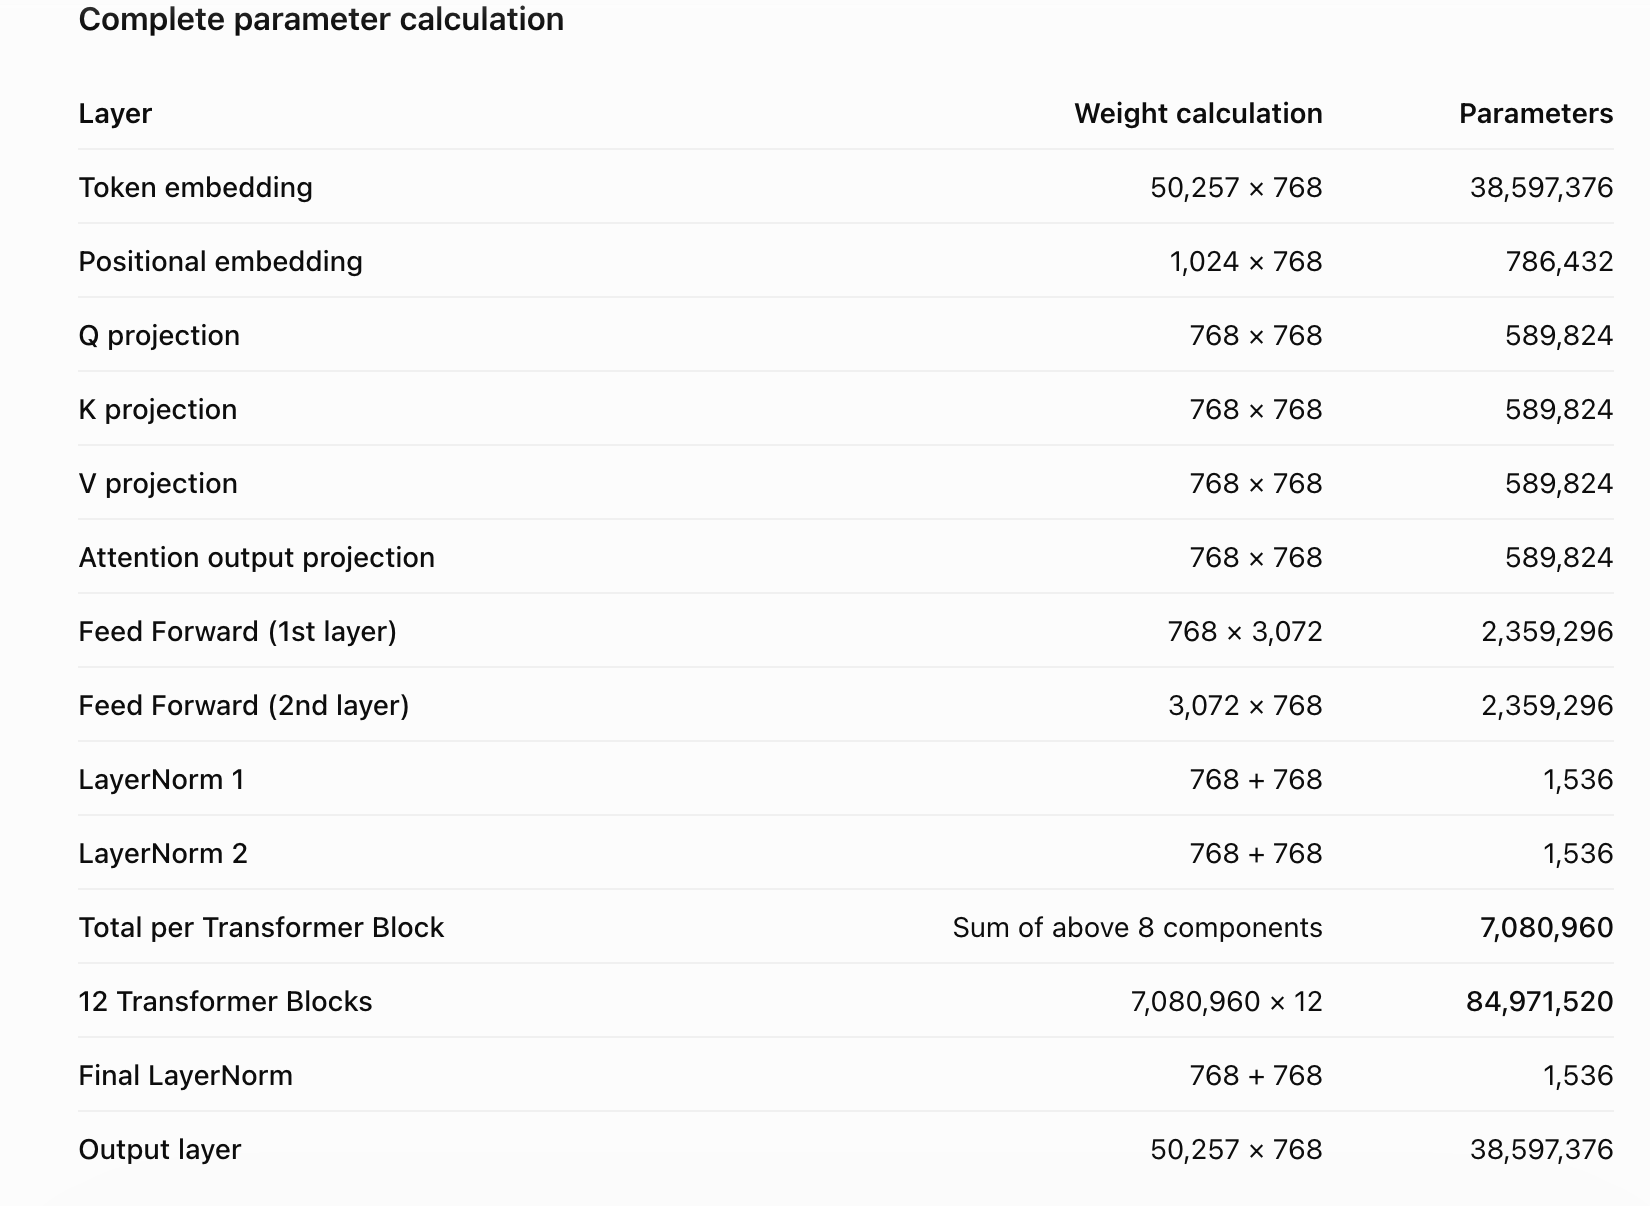 Complete parameter calculation
Layer Weight calculation Parameters
Token embedding 50,257 × 768 38,597,376
Positional embedding 1,024 × 768 786,432
Q projection 768 × 768 589,824
K projection 768 × 768 589,824
V projection 768 × 768 589,824
Attention output projection 768 × 768 589,824
Feed Forward (1st layer) 768 × 3,072 2,359,296
Feed Forward (2nd layer) 3,072 × 768 2,359,296
LayerNorm 1 768 + 768 1,536
LayerNorm 2 768 + 768 1,536
Total per Transformer Block Sum of above 8 components 7,080,960
12 Transformer Blocks 7,080,960 × 12 84,971,520
Final LayerNorm 768 + 768 1,536
Output layer 50,257 × 768 38,597,376